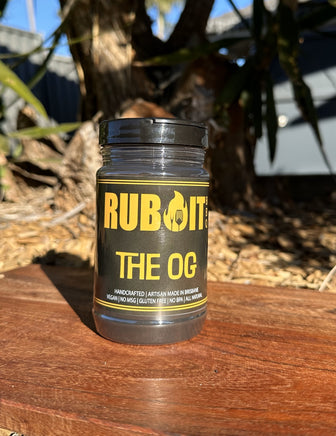 RUB IT
THE OG
HANDCRAFTED | ARTISAN MADE IN BRISBANE
VEGAN | NO MSG | GLUTEN FREE | NO BPA | ALL NATURAL